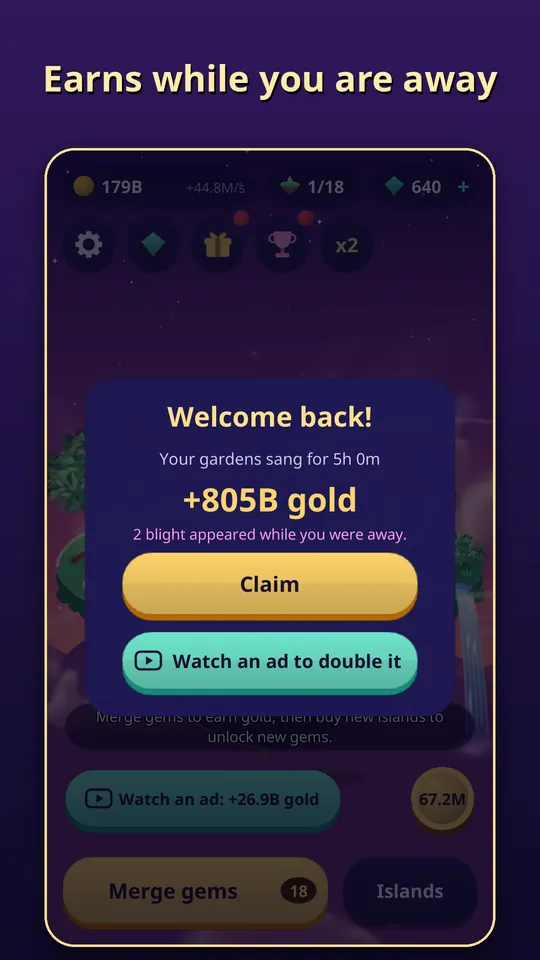 Earns while you are away
179B +44.8M/s 1/18 640 +
x2
Welcome back!
Your gardens sang for 5h 0m
+805B gold
2 blight appeared while you were away.
Claim
Watch an ad to double it
Merge gems to earn gold, then buy new islands to
unlock new gems.
Watch an ad: +26.9B gold 67.2M
Merge gems 18 Islands